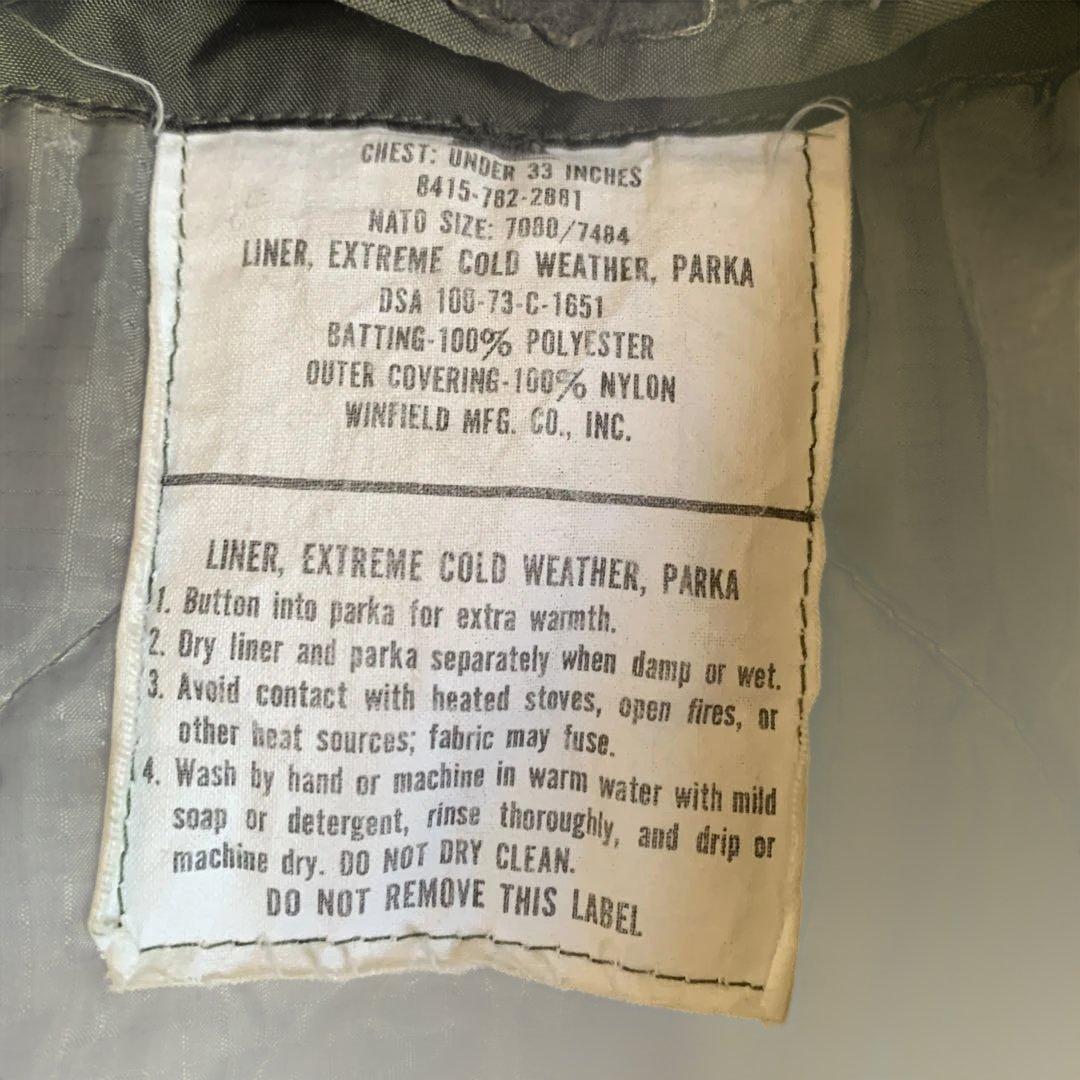 CHEST: UNDER 33 INCHES
8415-782-2881
NATO SIZE: 7080/7484
LINER, EXTREME COLD WEATHER, PARKA
DSA 100-73-C-1651
BATTING-100% POLYESTER
OUTER COVERING-100% NYLON
WINFIELD MFG. CO., INC.
LINER, EXTREME COLD WEATHER, PARKA
1. Button into parka for extra warmth.
2. Dry liner and parka separately when damp or wet.
3. Avoid contact with heated stoves, open fires, or
other heat sources; fabric may fuse.
4. Wash by hand or machine in warm water with mild
soap or detergent, rinse thoroughly, and drip or
machine dry. DO NOT DRY CLEAN.
DO NOT REMOVE THIS LABEL